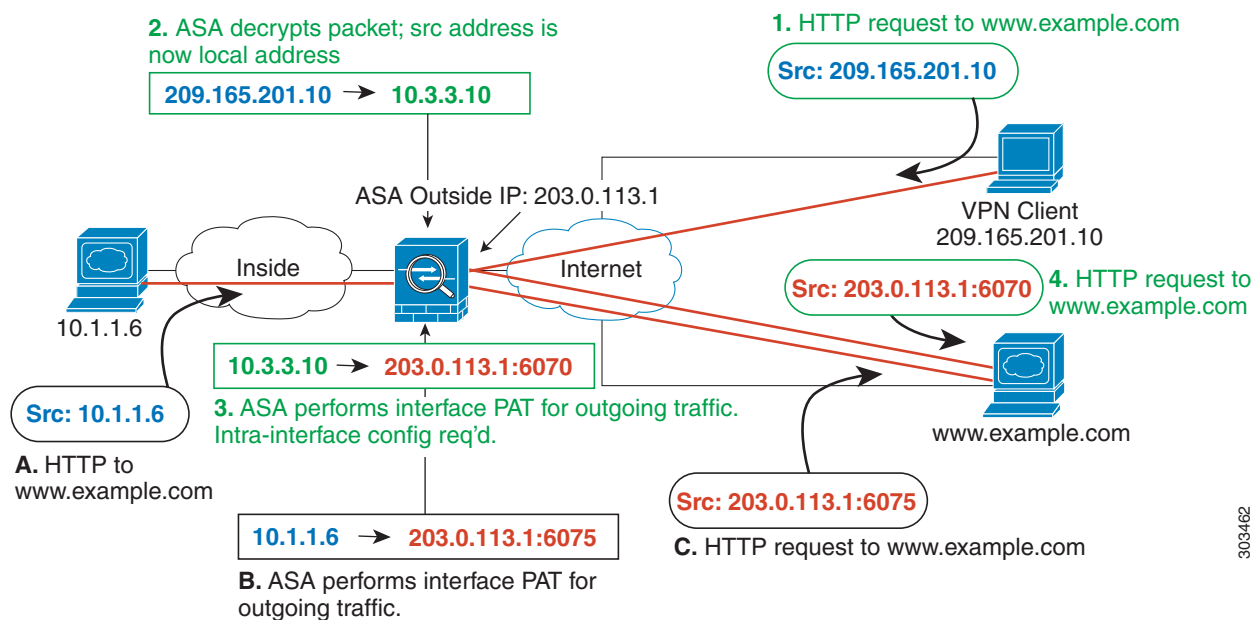 2. ASA decrypts packet; src address is
now local address
209.165.201.10 → 10.3.3.10
1. HTTP request to www.example.com
Src: 209.165.201.10
ASA Outside IP: 203.0.113.1
VPN Client
209.165.201.10
Inside
Internet
10.1.1.6
Src: 203.0.113.1:6070
4. HTTP request to
www.example.com
10.3.3.10 → 203.0.113.1:6070
3. ASA performs interface PAT for outgoing traffic.
Intra-interface config req'd.
Src: 10.1.1.6
A. HTTP to
www.example.com
www.example.com
Src: 203.0.113.1:6075
C. HTTP request to www.example.com
10.1.1.6 → 203.0.113.1:6075
B. ASA performs interface PAT for
outgoing traffic.
303462